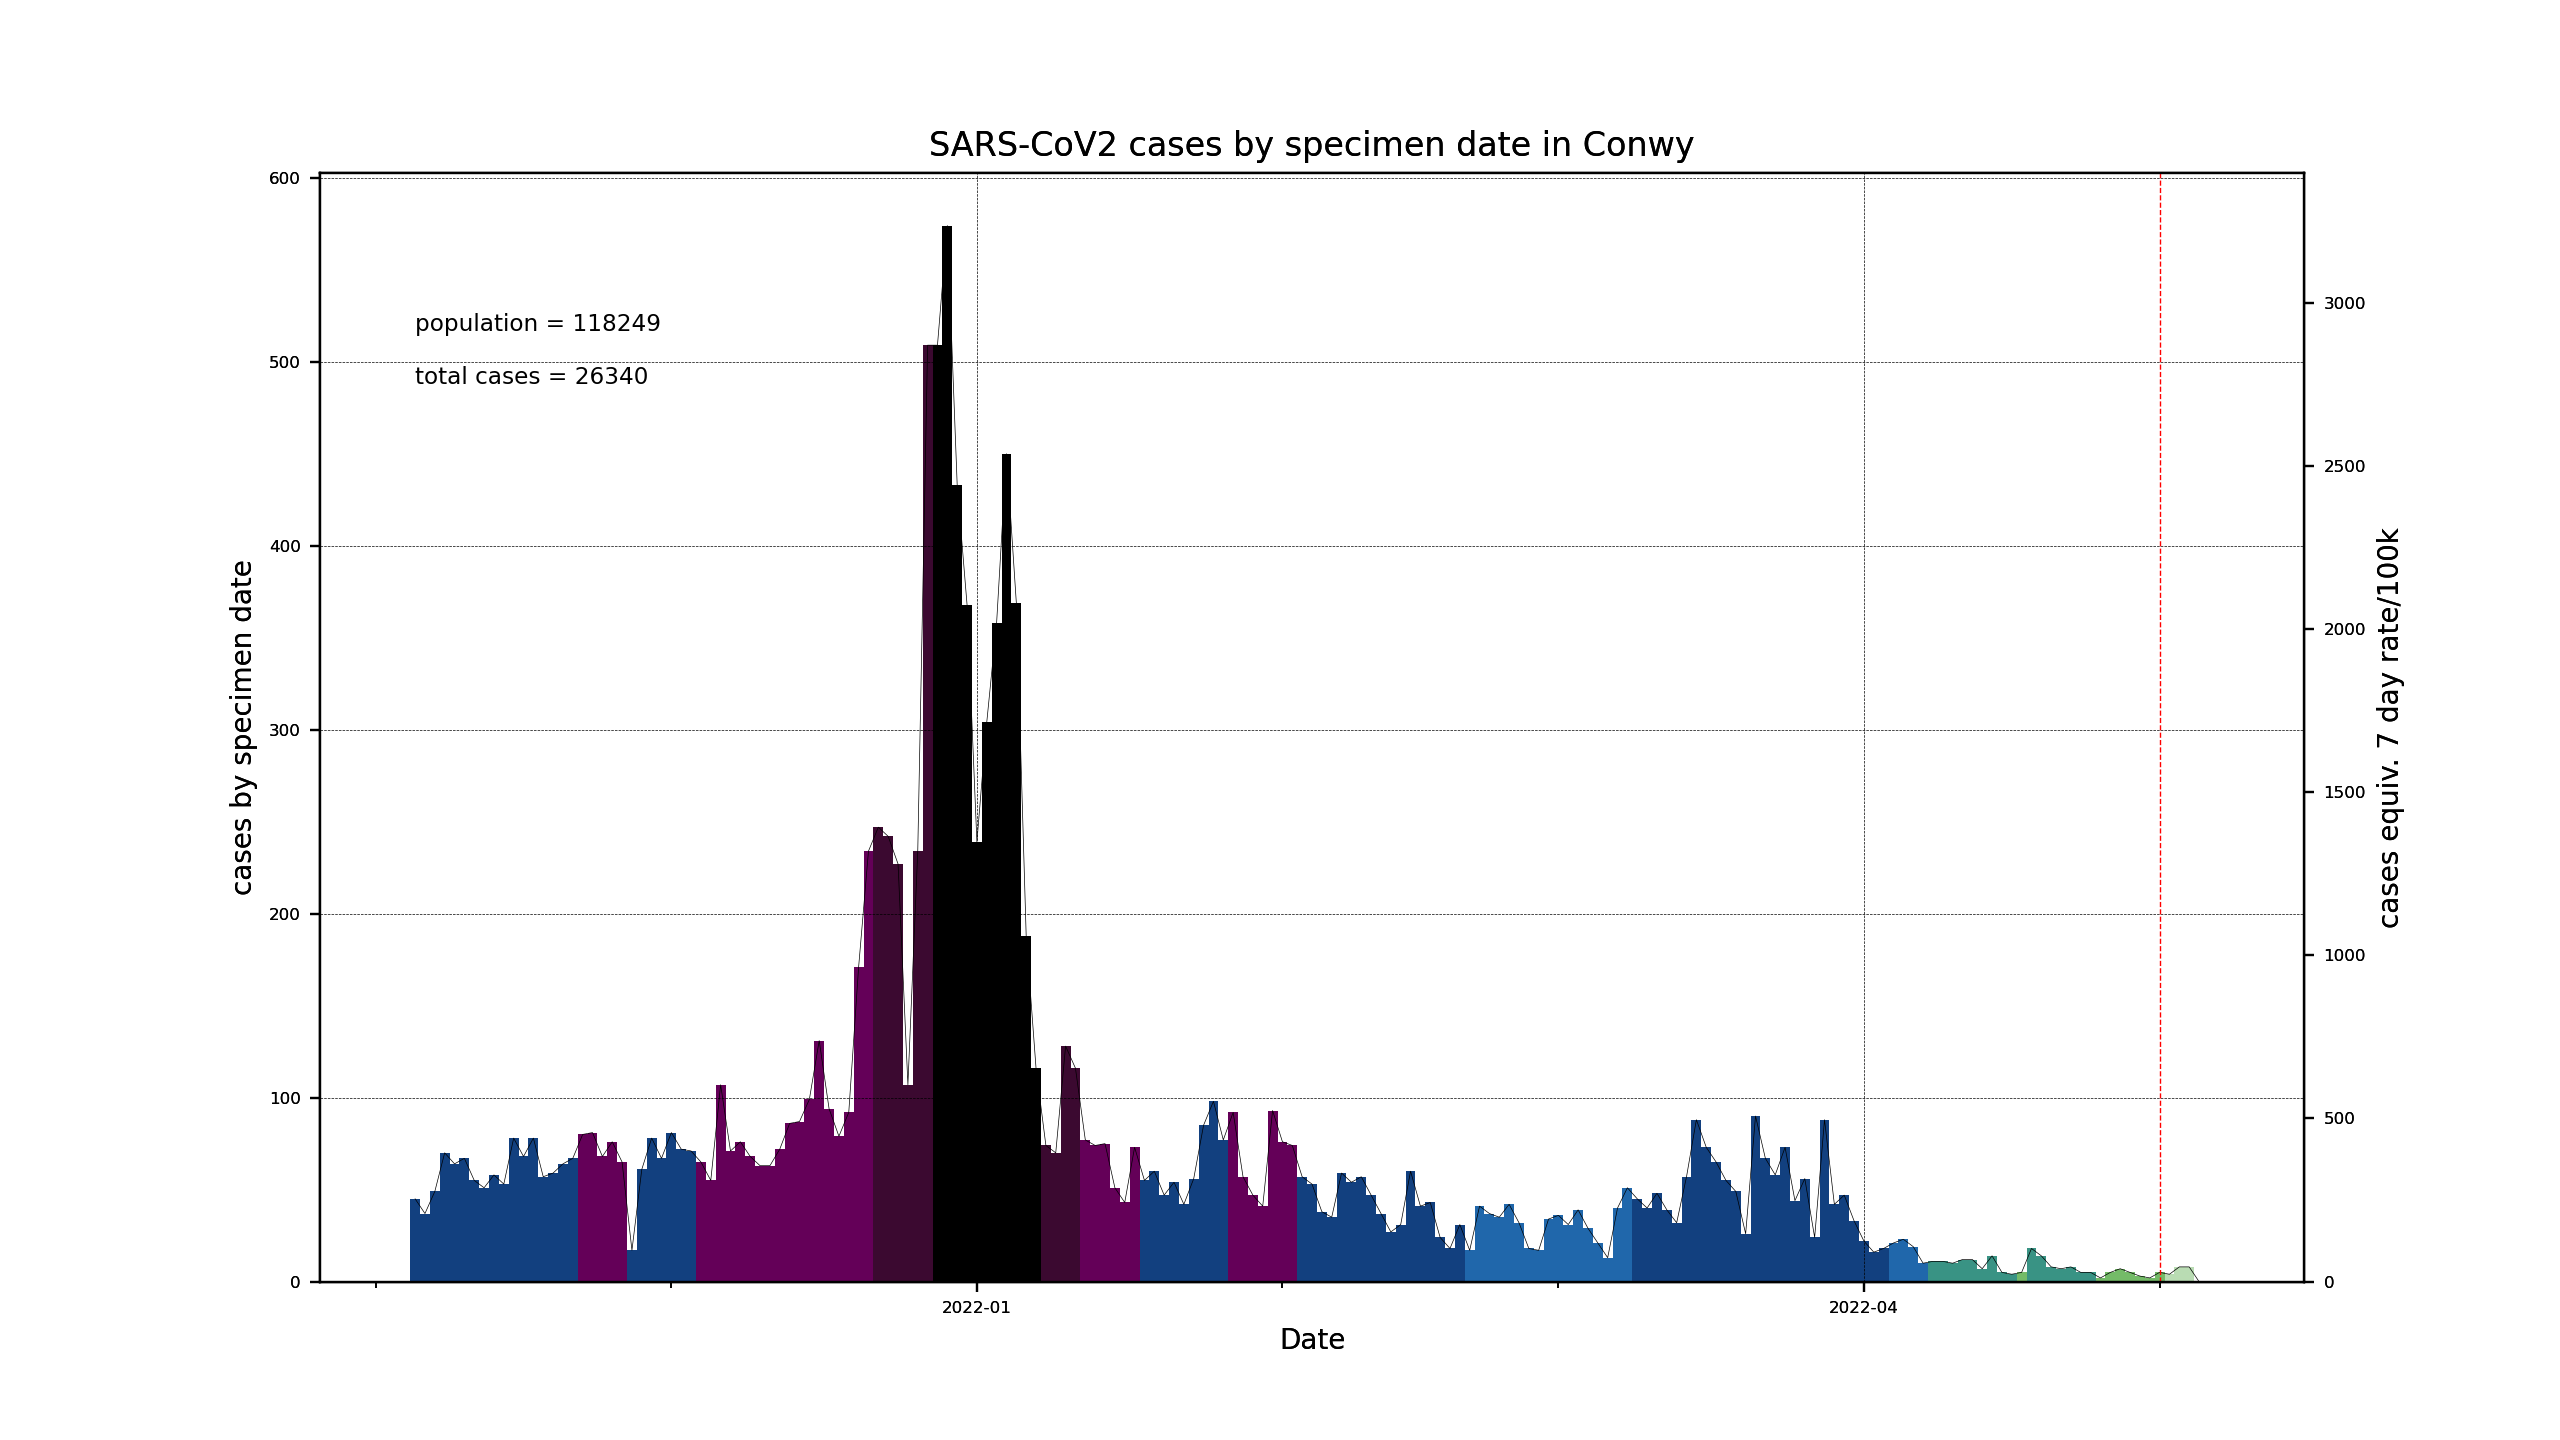 SARS-CoV2 cases by specimen date in Conwy
population = 118249
total cases = 26340
cases by specimen date
600
500
400
300
200
100
0
3000
2500
2000
1500
1000
500
0
cases equiv. 7 day rate/100k
2022-01
2022-04
Date